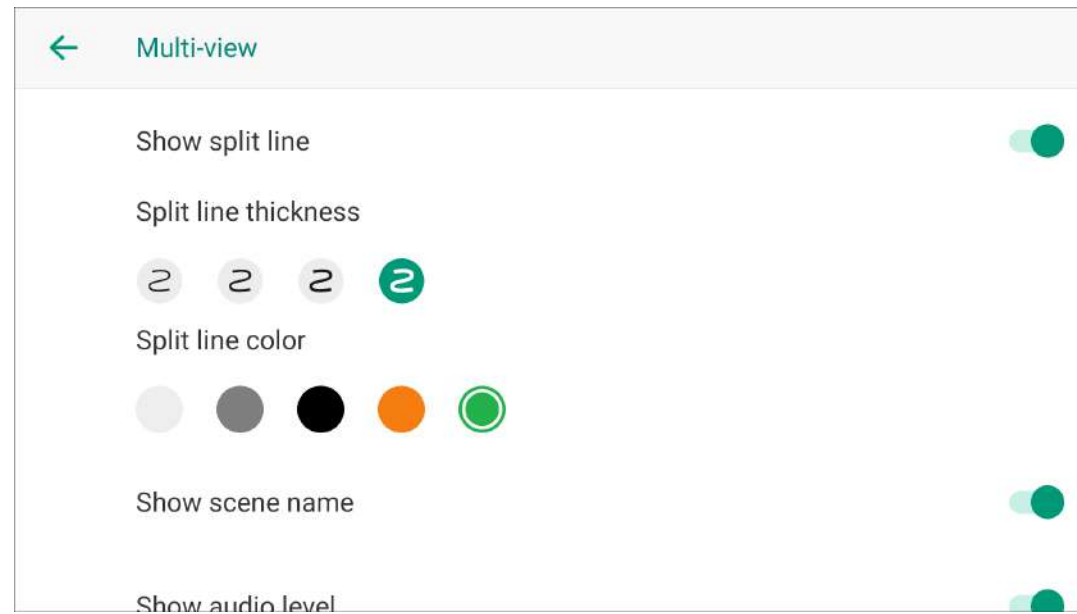 Multi-view
Show split line
Split line thickness
Split line color
Show scene name
Show audio level